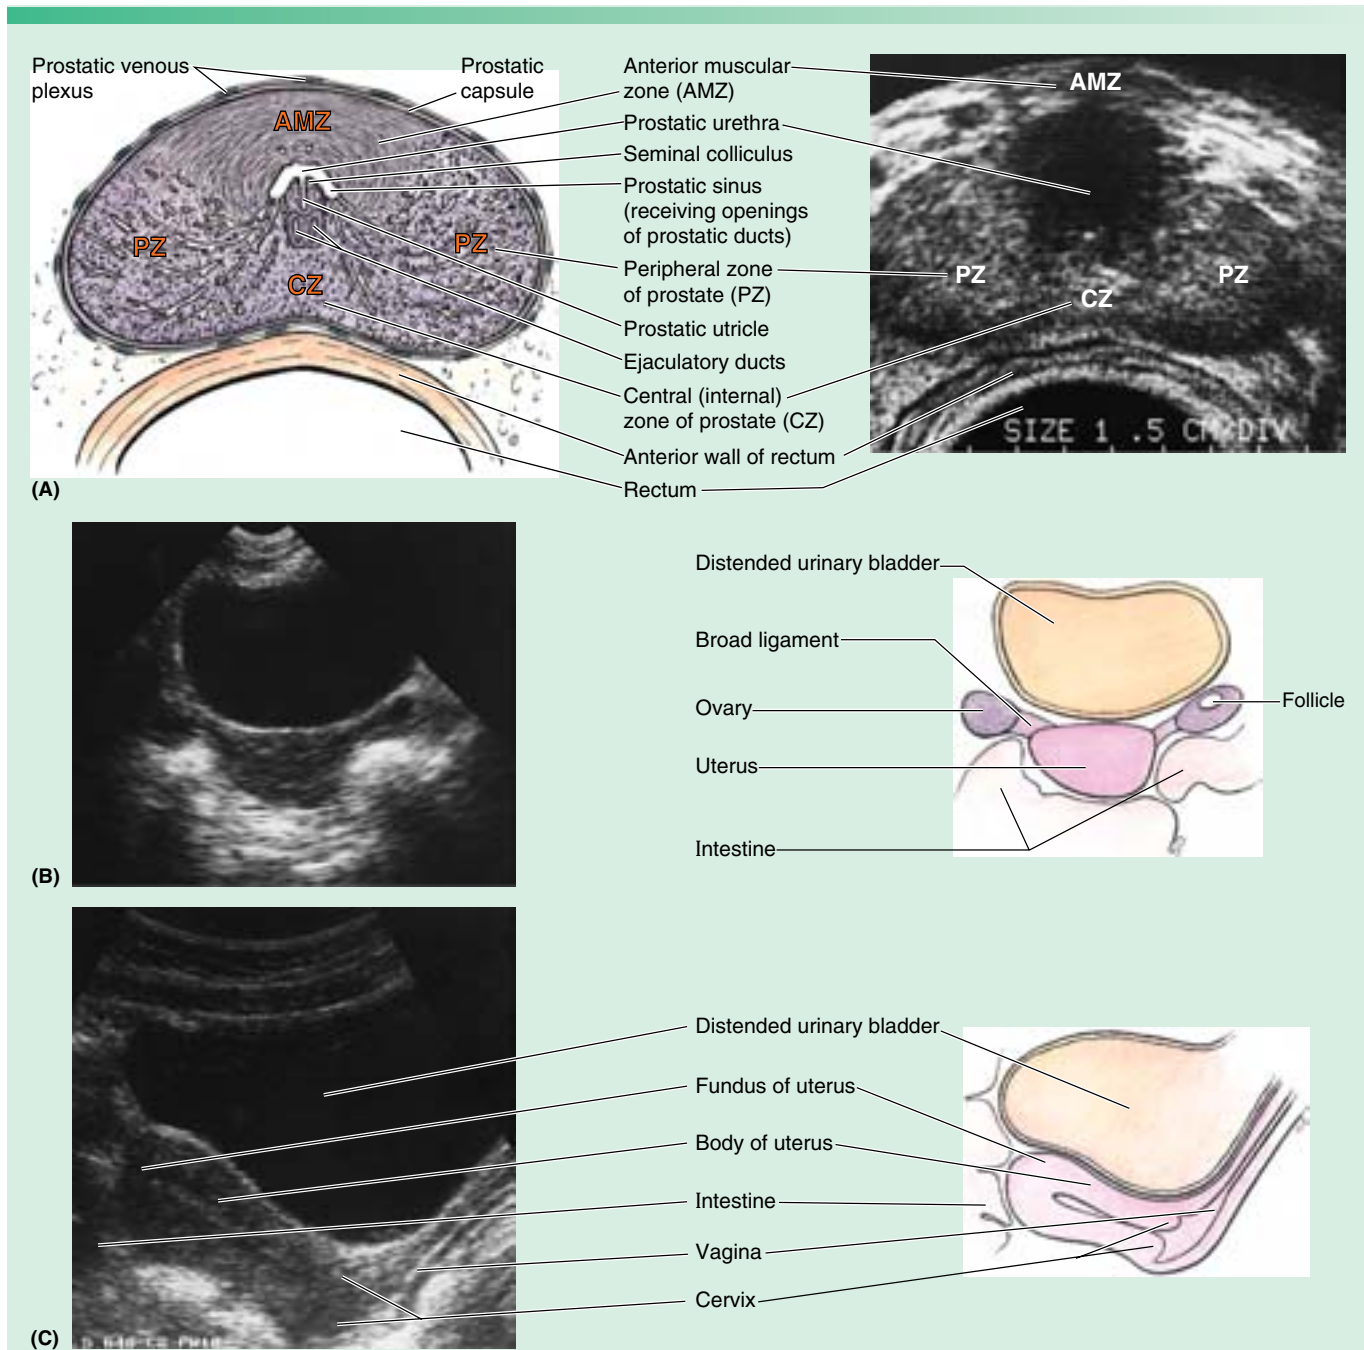 Prostatic venous
plexus
Prostatic
capsule
AMZ
PZ
PZ
CZ
Anterior muscular
zone (AMZ)
Prostatic urethra
Seminal colliculus
Prostatic sinus
(receiving openings
of prostatic ducts)
Peripheral zone
of prostate (PZ)
Prostatic utricle
Ejaculatory ducts
Central (internal)
zone of prostate (CZ)
Anterior wall of rectum
Rectum
AMZ
PZ
PZ
CZ
SIZE 1 .5 CM/DIV
(A)
Distended urinary bladder
Broad ligament
Ovary
Follicle
Uterus
Intestine
(B)
Distended urinary bladder
Fundus of uterus
Body of uterus
Intestine
Vagina
Cervix
(C)